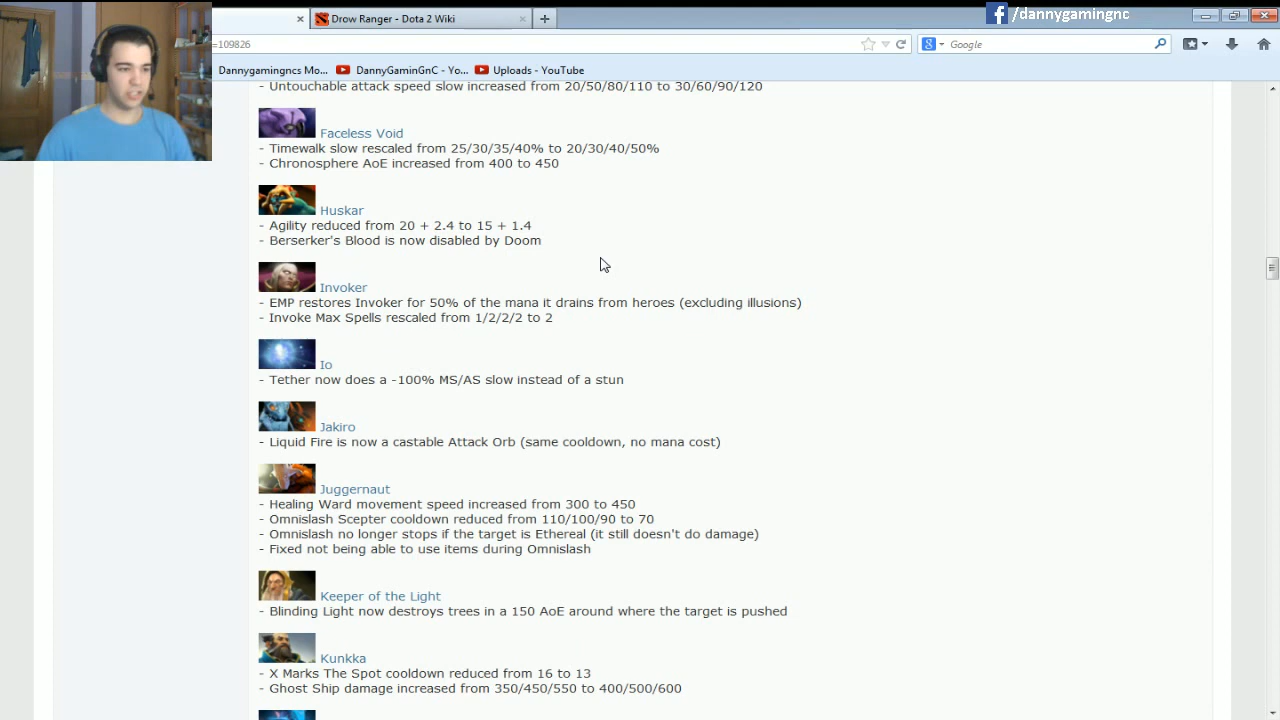 Drow Ranger - Dota 2 Wiki
/dannygamingnc
=109826
Google
Dannygamingncs Mo...
DannyGaminGnC - Yo...
Uploads - YouTube
- Untouchable attack speed slow increased from 20/50/80/110 to 30/60/90/120
Faceless Void
- Timewalk slow rescaled from 25/30/35/40% to 20/30/40/50%
- Chronosphere AoE increased from 400 to 450
Huskar
- Agility reduced from 20 + 2.4 to 15 + 1.4
- Berserker's Blood is now disabled by Doom
Invoker
- EMP restores Invoker for 50% of the mana it drains from heroes (excluding illusions)
- Invoke Max Spells rescaled from 1/2/2/2 to 2
Io
- Tether now does a -100% MS/AS slow instead of a stun
Jakiro
- Liquid Fire is now a castable Attack Orb (same cooldown, no mana cost)
Juggernaut
- Healing Ward movement speed increased from 300 to 450
- Omnislash Scepter cooldown reduced from 110/100/90 to 70
- Omnislash no longer stops if the target is Ethereal (it still doesn't do damage)
- Fixed not being able to use items during Omnislash
Keeper of the Light
- Blinding Light now destroys trees in a 150 AoE around where the target is pushed
Kunkka
- X Marks The Spot cooldown reduced from 16 to 13
- Ghost Ship damage increased from 350/450/550 to 400/500/600